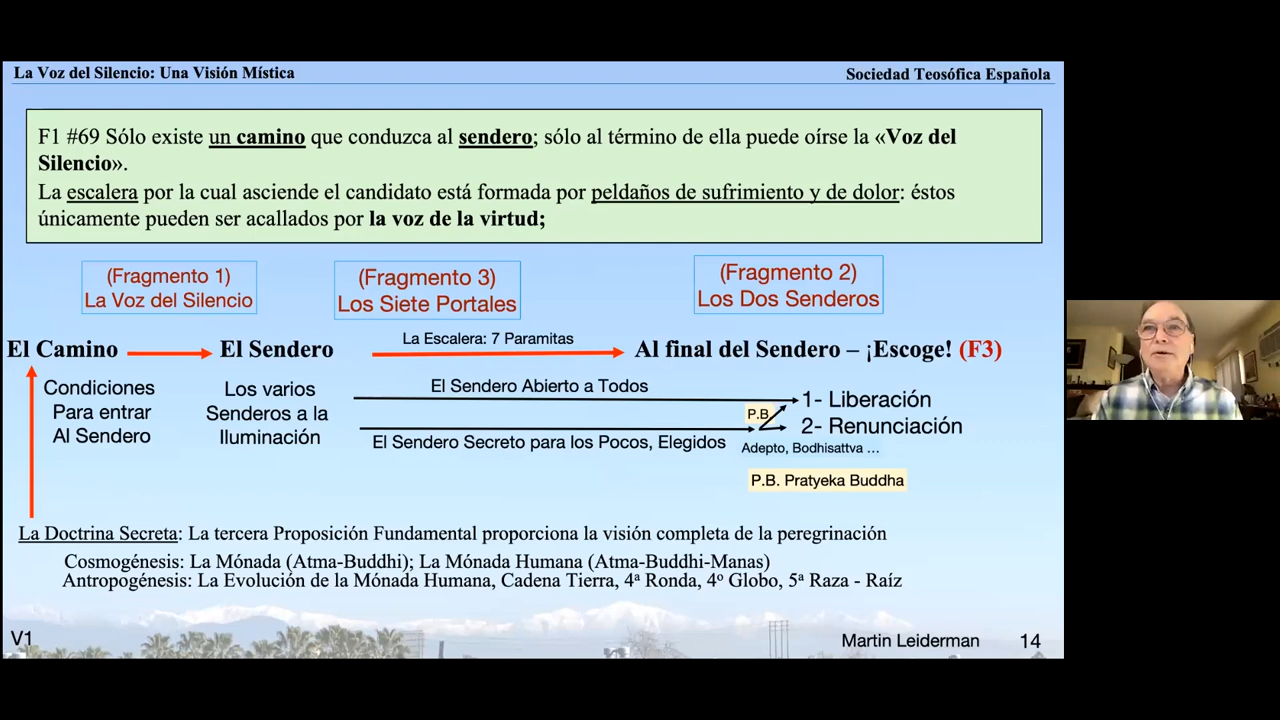 La Voz del Silencio: Una Visión Mística
Sociedad Teosófica Española
F1 #69 Sólo existe un camino que conduzca al sendero; sólo al término de ella puede oírse la «Voz del
Silencio».
La escalera por la cual asciende el candidato está formada por peldaños de sufrimiento y de dolor: éstos
únicamente pueden ser acallados por la voz de la virtud;
(Fragmento 1)
La Voz del Silencio
(Fragmento 3)
Los Siete Portales
(Fragmento 2)
Los Dos Senderos
El Camino
El Sendero
La Escalera: 7 Paramitas
Al final del Sendero – ¡Escoge! (F3)
Condiciones
Para entrar
Al Sendero
Los varios
Senderos a la
Iluminación
El Sendero Abierto a Todos
El Sendero Secreto para los Pocos, Elegidos
P.B.
1- Liberación
2- Renunciación
Adepto, Bodhisattva ...
P.B. Pratyeka Buddha
La Doctrina Secreta: La tercera Proposición Fundamental proporciona la visión completa de la peregrinación
Cosmogénesis: La Mónada (Atma-Buddhi); La Mónada Humana (Atma-Buddhi-Manas)
Antropogénesis: La Evolución de la Mónada Humana, Cadena Tierra, 4ª Ronda, 4º Globo, 5ª Raza - Raíz
V1
Martin Leiderman
14